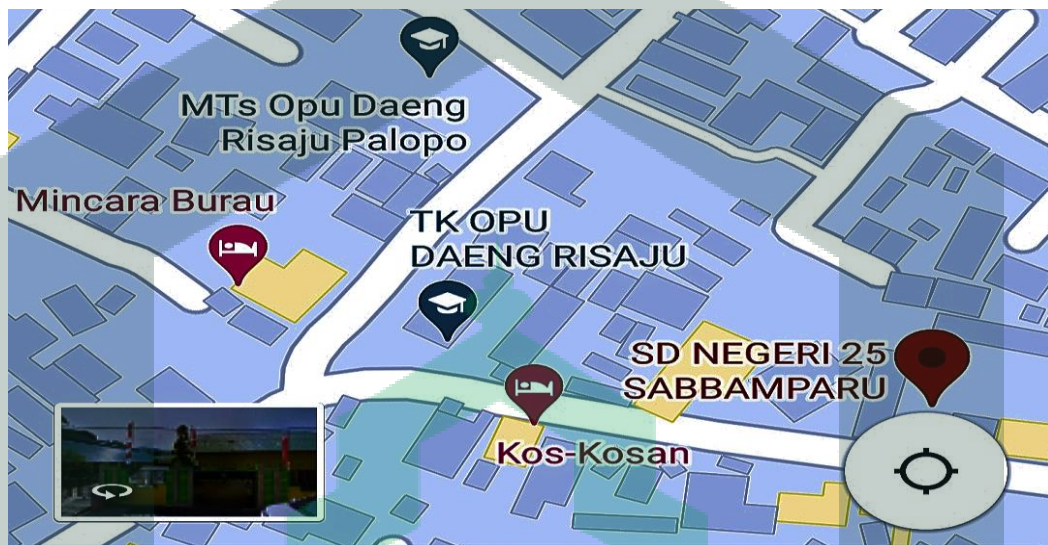 MTs Opu Daeng
Risaju Palopo
Mincara Burau
TK OPU
DAENG RISAJU
SD NEGERI 25
SABBAMPARU
Kos-Kosan